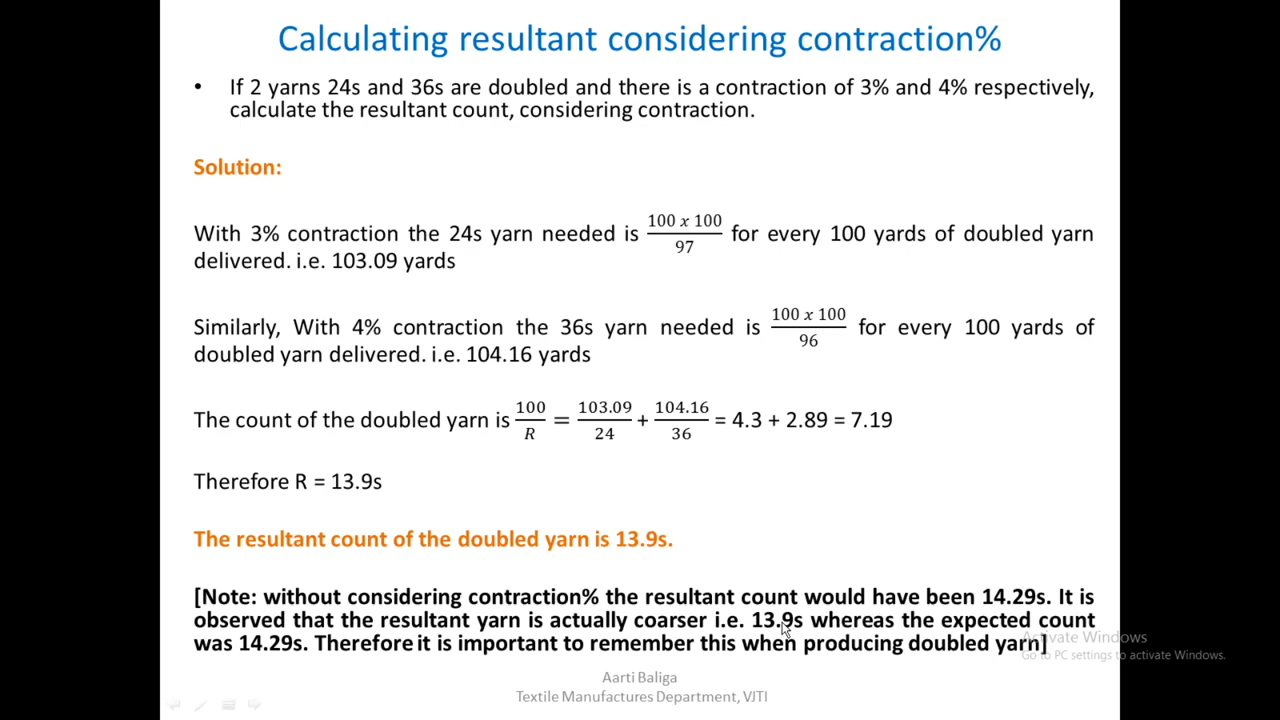 Calculating resultant considering contraction%
• If 2 yarns 24s and 36s are doubled and there is a contraction of 3% and 4% respectively,
calculate the resultant count, considering contraction.
Solution:
With 3% contraction the 24s yarn needed is (100 x 100)/97 for every 100 yards of doubled yarn
delivered. i.e. 103.09 yards
Similarly, With 4% contraction the 36s yarn needed is (100 x 100)/96 for every 100 yards of
doubled yarn delivered. i.e. 104.16 yards
The count of the doubled yarn is 100/R = 103.09/24 + 104.16/36 = 4.3 + 2.89 = 7.19
Therefore R = 13.9s
The resultant count of the doubled yarn is 13.9s.
[Note: without considering contraction% the resultant count would have been 14.29s. It is
observed that the resultant yarn is actually coarser i.e. 13.9s whereas the expected count
was 14.29s. Therefore it is important to remember this when producing doubled yarn]
Activate Windows
Go to PC settings to activate Windows.
Aarti Baliga
Textile Manufactures Department, VJTI